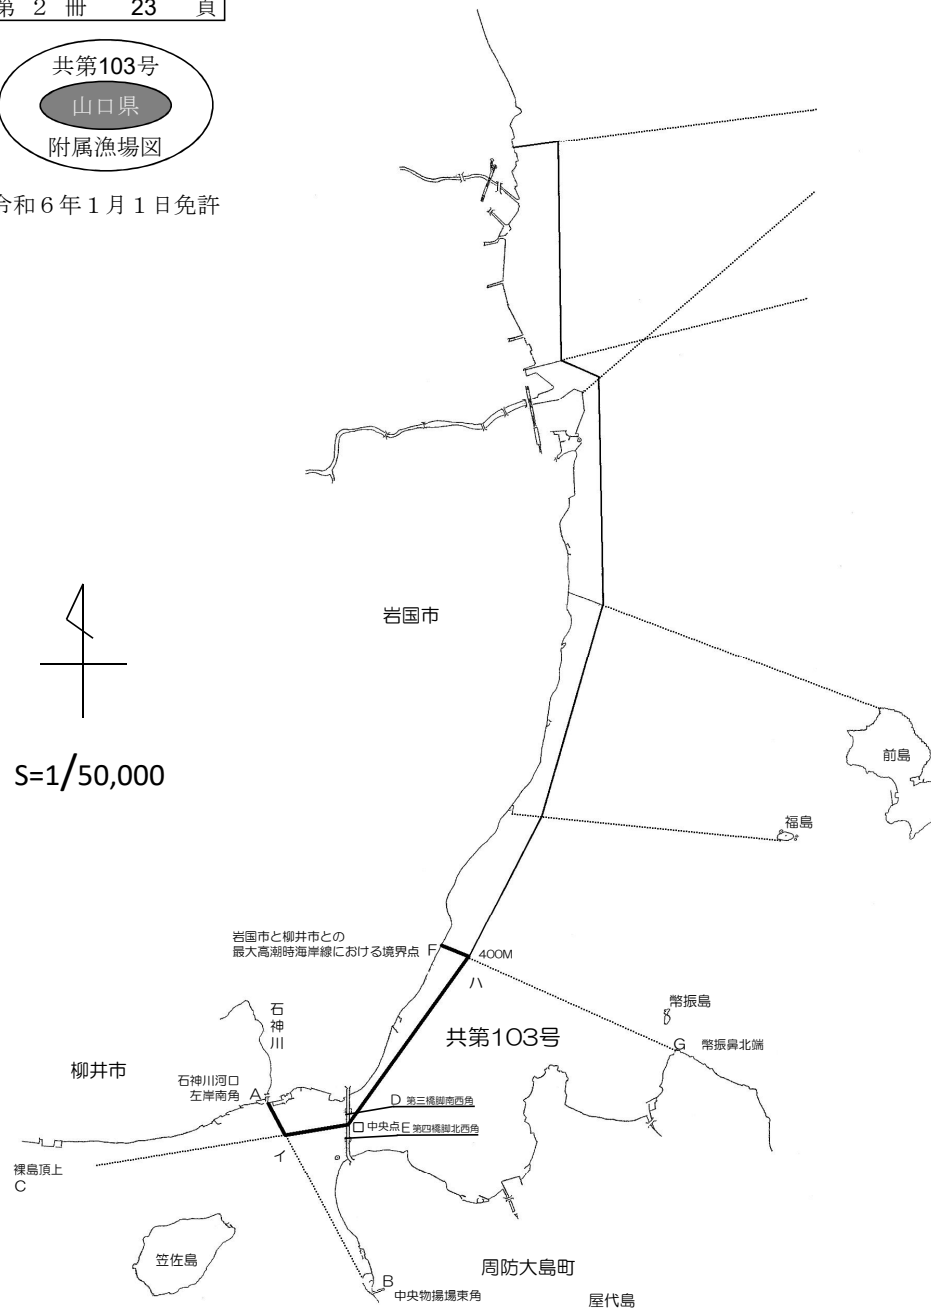 第 2 冊 23 頁
共第103号
山口県
附属漁場図
令和6年1月1日免許
岩国市
S=1/50,000
前島
福島
岩国市と柳井市との
最大高潮時海岸線における境界点 F
400M
ハ
石神川
幣振島
共第103号
G 幣振鼻北端
柳井市
石神川河口
左岸南角
A
D 第三橋脚南西角
ロ 中央点 E 第四橋脚北西角
イ
裸島頂上
C
笠佐島
B
中央物揚場東角
周防大島町
屋代島